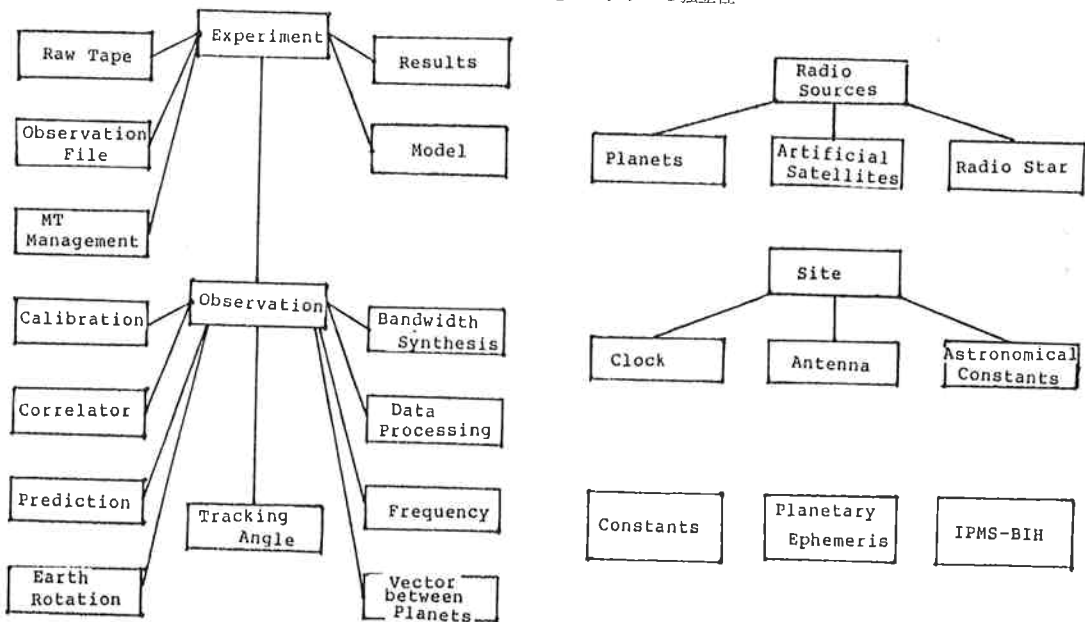 Experiment
Raw Tape
Results
Observation
File
Model
MT
Management
Observation
Calibration
Bandwidth
Synthesis
Correlator
Data
Processing
Prediction
Tracking
Angle
Frequency
Earth
Rotation
Vector
between
Planets
Radio
Sources
Planets
Artificial
Satellites
Radio Star
Site
Clock
Antenna
Astronomical
Constants
Constants
Planetary
Ephemeris
IPMS-BIH